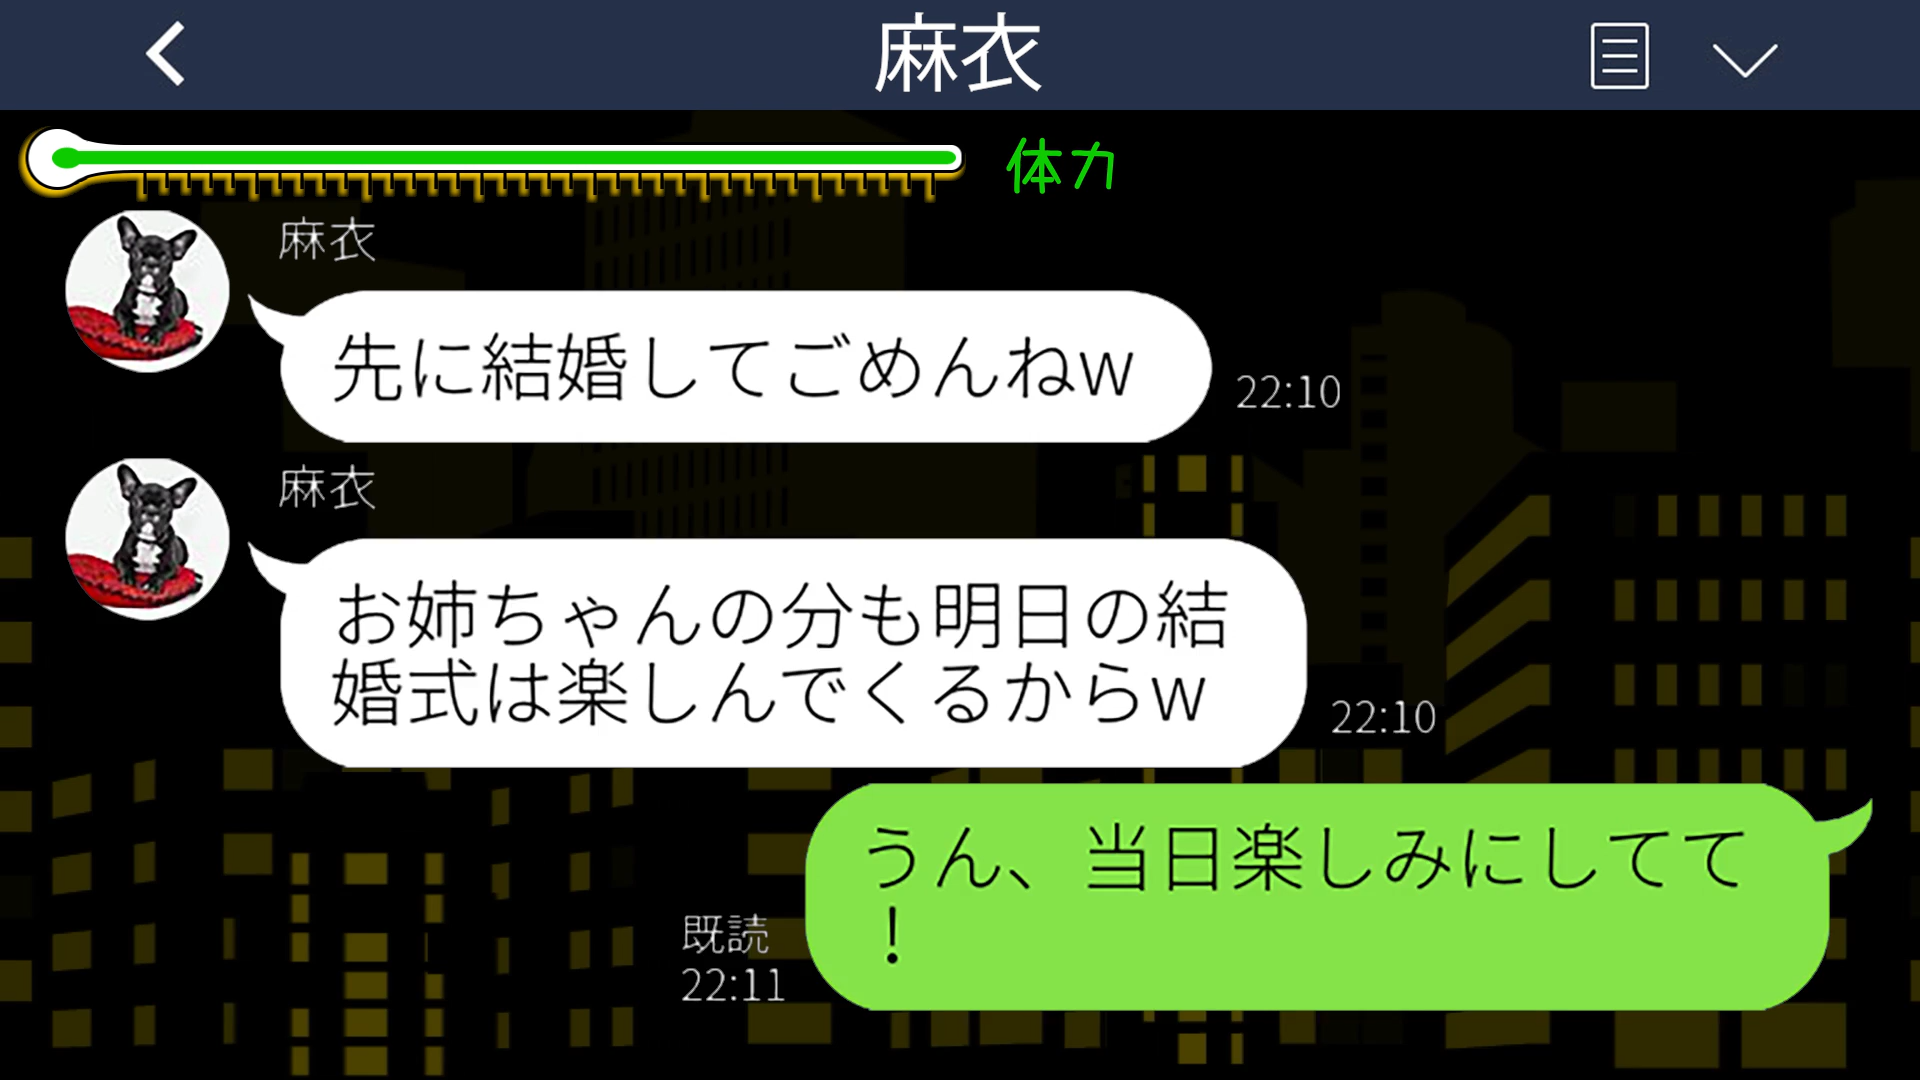 麻衣
体力
麻衣
先に結婚してごめんねw
22:10
麻衣
お姉ちゃんの分も明日の結
婚式は楽しんでくるからw
22:10
うん、当日楽しみにしてて
！
既読
22:11